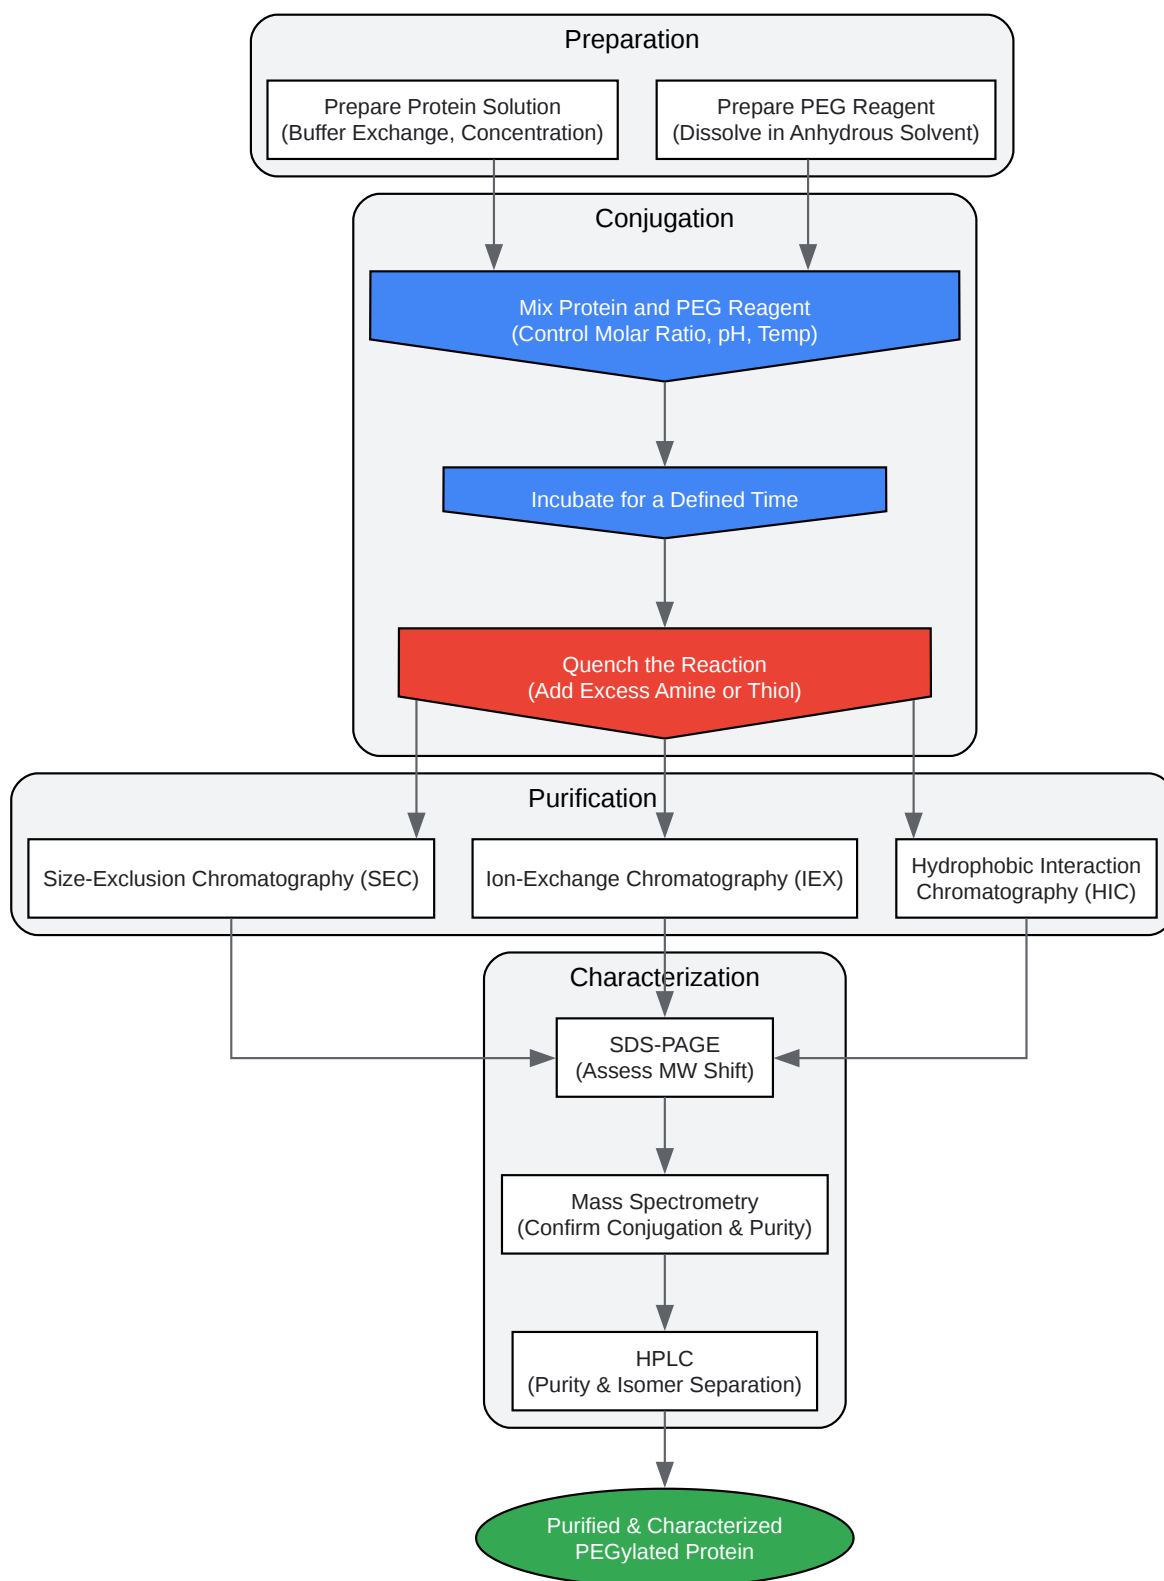 Preparation
Prepare Protein Solution
(Buffer Exchange, Concentration)
Prepare PEG Reagent
(Dissolve in Anhydrous Solvent)
Conjugation
Mix Protein and PEG Reagent
(Control Molar Ratio, pH, Temp)
Incubate for a Defined Time
Quench the Reaction
(Add Excess Amine or Thiol)
Purification
Size-Exclusion Chromatography (SEC)
Ion-Exchange Chromatography (IEX)
Hydrophobic Interaction
Chromatography (HIC)
Characterization
SDS-PAGE
(Assess MW Shift)
Mass Spectrometry
(Confirm Conjugation & Purity)
HPLC
(Purity & Isomer Separation)
Purified & Characterized
PEGylated Protein